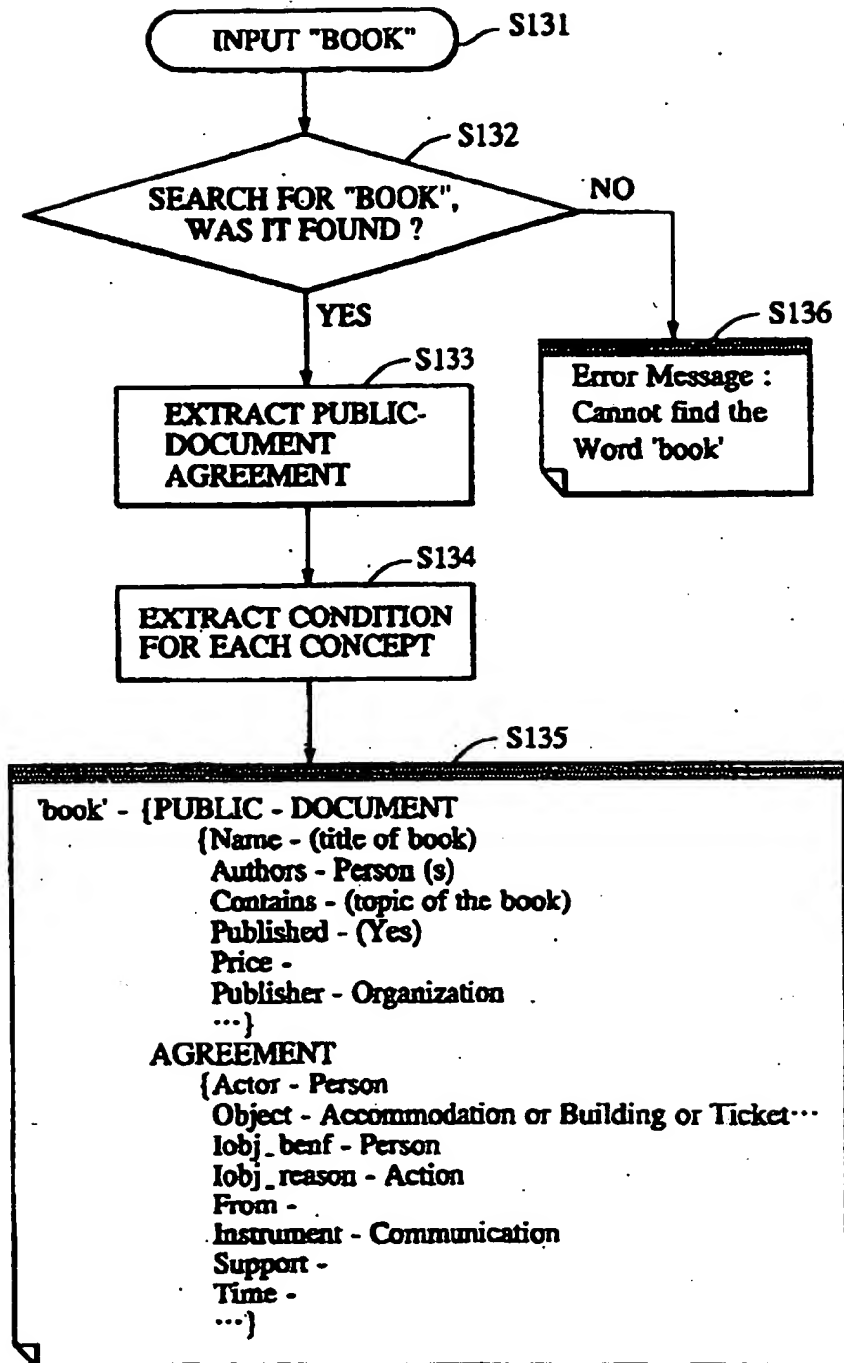 INPUT "BOOK"
S131
S132
SEARCH FOR "BOOK",
WAS IT FOUND ?
NO
YES
S136
Error Message :
Cannot find the
Word 'book'
S133
EXTRACT PUBLIC-
DOCUMENT
AGREEMENT
S134
EXTRACT CONDITION
FOR EACH CONCEPT
S135
'book' - {PUBLIC - DOCUMENT
{Name - (title of book)
Authors - Person (s)
Contains - (topic of the book)
Published - (Yes)
Price -
Publisher - Organization
···}
AGREEMENT
{Actor - Person
Object - Accommodation or Building or Ticket···
Iobj_benf - Person
Iobj_reason - Action
From -
Instrument - Communication
Support -
Time -
···}